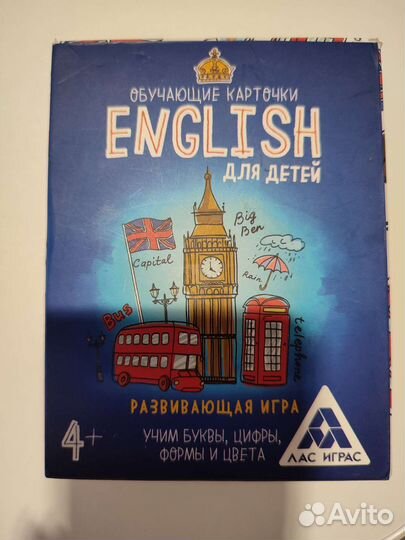 ОБУЧАЮЩИЕ КАРТОЧКИ
ENGLISH
ДЛЯ ДЕТЕЙ
Big
Ben
Capital
Rain
Bus
telephone
РАЗВИВАЮЩАЯ ИГРА
4+
УЧИМ БУКВЫ, ЦИФРЫ,
ФОРМЫ И ЦВЕТА
ЛАС ИГРАС
Avito